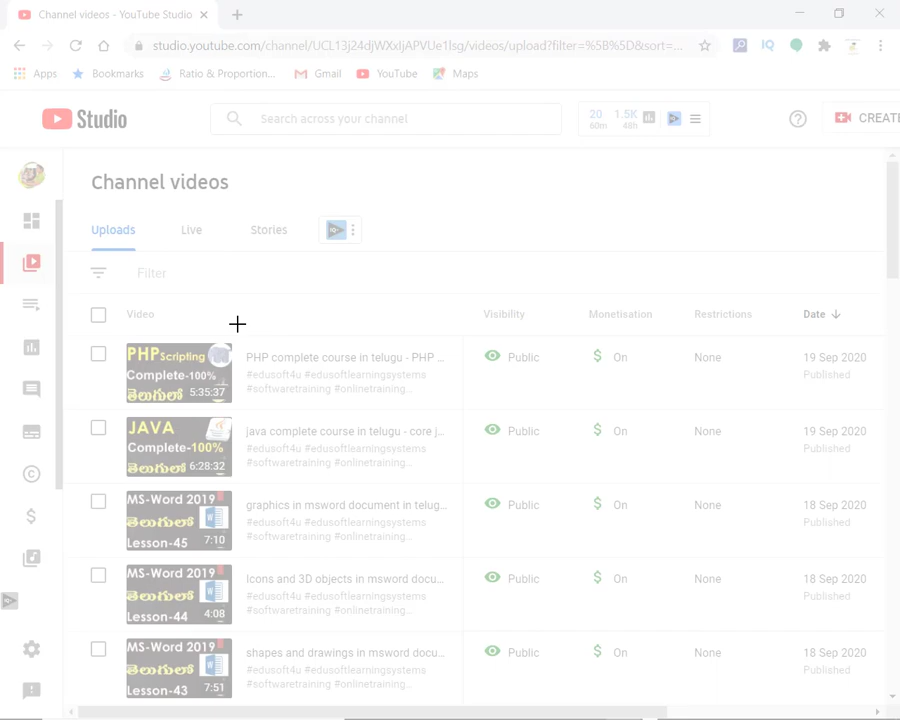 Channel videos - YouTube Studio
studio.youtube.com/channel/UCL13j24djWXxIjAPVUe1lsg/videos/upload?filter=%5B%5D&sort=...
Apps Bookmarks Ratio & Proportion... Gmail YouTube Maps
Studio
Search across your channel
20 60m 1.5K 48h
CREATE
Channel videos
Uploads Live Stories
Filter
Video Visibility Monetisation Restrictions Date
PHP Scripting
Complete-100%
తెలుగులో 5:35:37
PHP complete course in telugu - PHP ...
#edusoft4u #edusoftlearningsystems
#softwaretraining #onlinetraining...
Public $ On None 19 Sep 2020
Published
JAVA
Complete-100%
తెలుగులో 6:28:32
java complete course in telugu - core j...
#edusoft4u #edusoftlearningsystems
#softwaretraining #onlinetraining...
Public $ On None 19 Sep 2020
Published
MS-Word 2019
తెలుగులో
Lesson-45 7:10
graphics in msword document in telug...
#edusoft4u #edusoftlearningsystems
#softwaretraining #onlinetraining...
Public $ On None 18 Sep 2020
Published
MS-Word 2019
తెలుగులో
Lesson-44 4:08
Icons and 3D objects in msword docu...
#edusoft4u #edusoftlearningsystems
#softwaretraining #onlinetraining...
Public $ On None 18 Sep 2020
Published
MS-Word 2019
తెలుగులో
Lesson-43 7:51
shapes and drawings in msword docu...
#edusoft4u #edusoftlearningsystems
#softwaretraining #onlinetraining...
Public $ On None 18 Sep 2020
Published